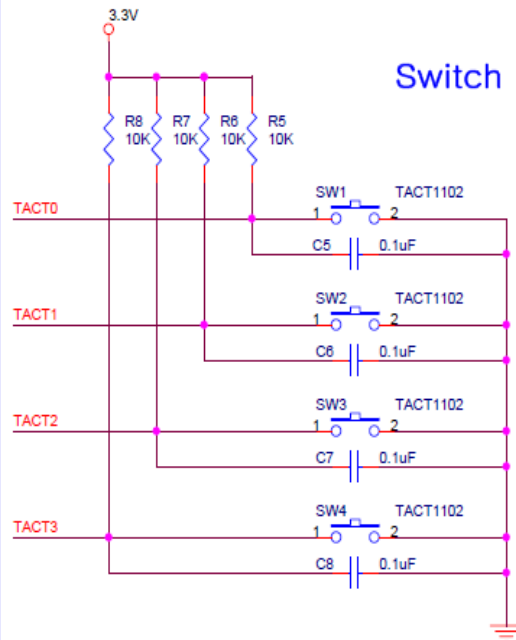 3.3V
Switch
R8 R7 R6 R5
10K 10K 10K 10K
SW1 TACT1102
TACT0
1 2
C5 0.1uF
SW2 TACT1102
TACT1
1 2
C6 0.1uF
SW3 TACT1102
TACT2
1 2
C7 0.1uF
SW4 TACT1102
TACT3
1 2
C8 0.1uF